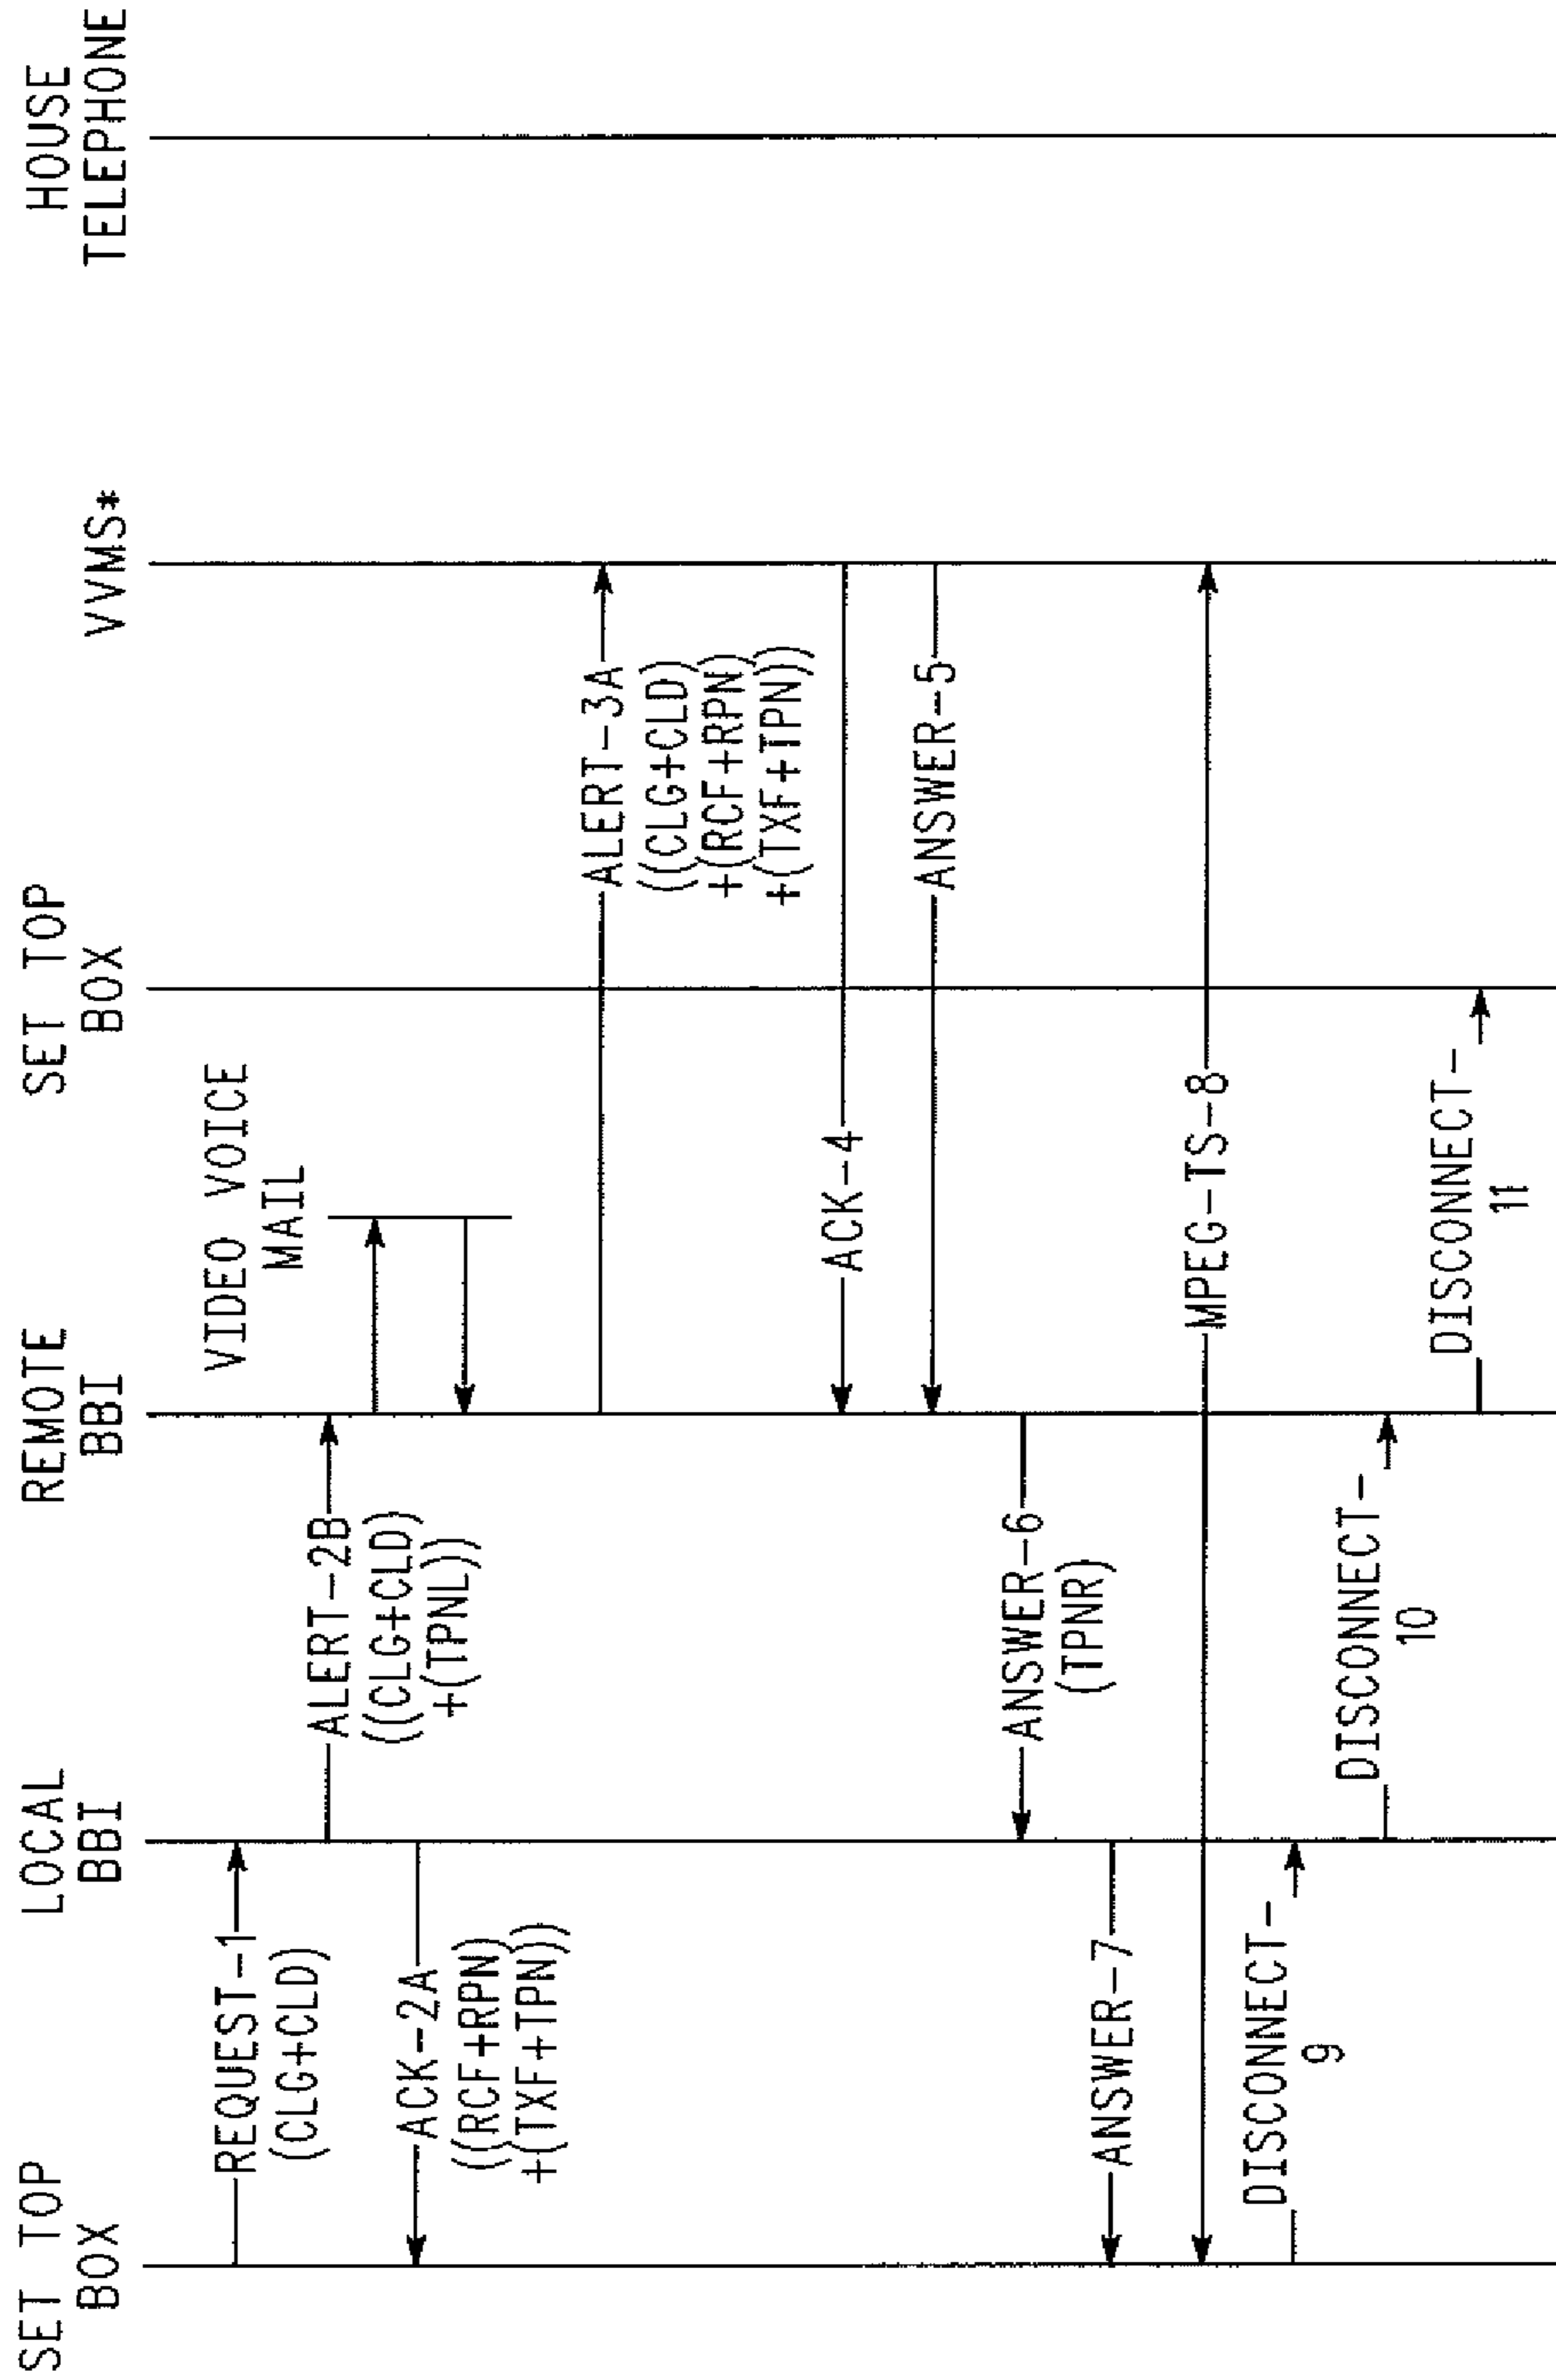 SET TOP
BOX
LOCAL
BBI
REMOTE
BBI
SET TOP
BOX
VVMS*
HOUSE
TELEPHONE
REQUEST-1
(CLG+CLD)
VIDEO VOICE
MAIL
ALERT-2B
((CLG+CLD)
+(TPNL))
ACK-2A
((RCF+RPN)
+(TXF+TPN))
ALERT-3A
((CLG+CLD)
+(RCF+RPN)
+(TXF+TPN))
ACK-4
ANSWER-5
ANSWER-6
(TPNR)
ANSWER-7
MPEG-TS-8
DISCONNECT-
9
DISCONNECT-
10
DISCONNECT-
11